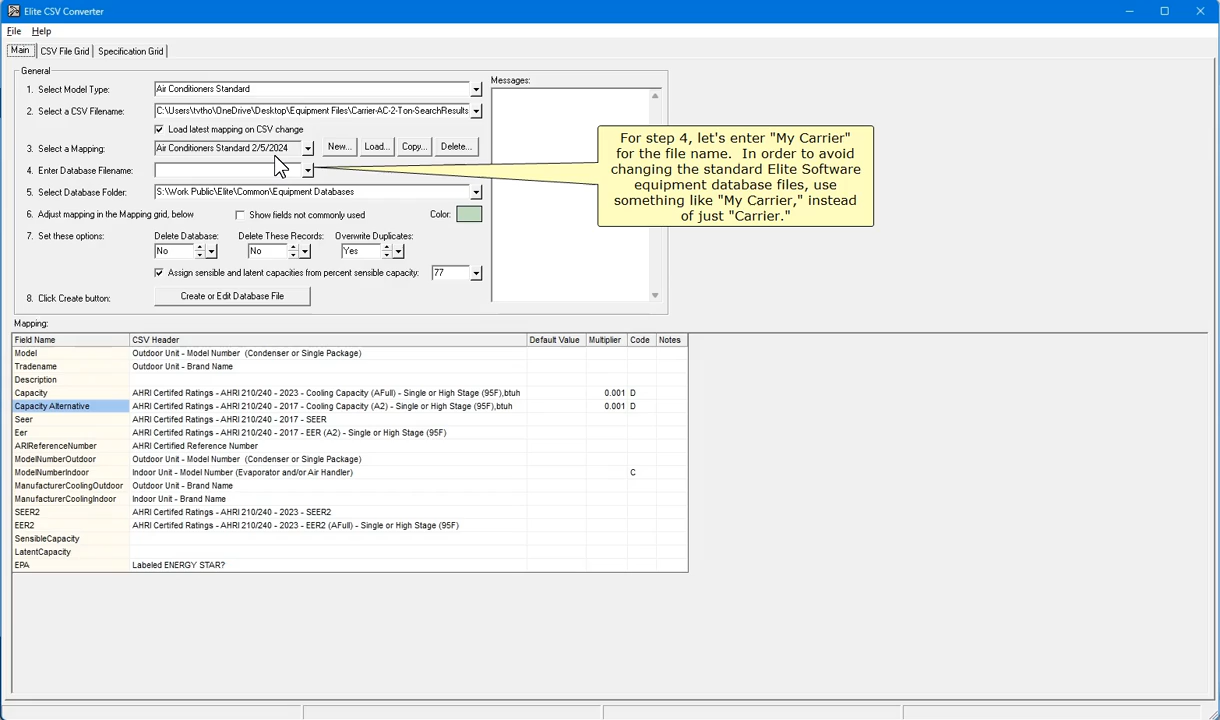 Elite CSV Converter
File Help
Main CSV File Grid Specification Grid
General
1. Select Model Type: Air Conditioners Standard
2. Select a CSV Filename: C:\Users\tvtho\OneDrive\Desktop\Equipment Files\Carrier-AC-2-Ton-SearchResults
Load latest mapping on CSV change
3. Select a Mapping: Air Conditioners Standard 2/5/2024 New... Load... Copy... Delete...
4. Enter Database Filename:
5. Select Database Folder: S:\Work Public\Elite\Common\Equipment Databases
6. Adjust mapping in the Mapping grid, below Show fields not commonly used Color:
7. Set these options: Delete Database: Delete These Records: Overwrite Duplicates:
No No Yes
Assign sensible and latent capacities from percent sensible capacity: 77
8. Click Create button: Create or Edit Database File
Messages:
For step 4, let's enter "My Carrier"
for the file name. In order to avoid
changing the standard Elite Software
equipment database files, use
something like "My Carrier," instead
of just "Carrier."
Mapping:
Field Name CSV Header Default Value Multiplier Code Notes
Model Outdoor Unit - Model Number (Condenser or Single Package)
Tradename Outdoor Unit - Brand Name
Description
Capacity AHRI Certifed Ratings - AHRI 210/240 - 2023 - Cooling Capacity (AFull) - Single or High Stage (95F),btuh 0.001 D
Capacity Alternative AHRI Certifed Ratings - AHRI 210/240 - 2017 - Cooling Capacity (A2) - Single or High Stage (95F),btuh 0.001 D
Seer AHRI Certifed Ratings - AHRI 210/240 - 2017 - SEER
Eer AHRI Certifed Ratings - AHRI 210/240 - 2017 - EER (A2) - Single or High Stage (95F)
ARIReferenceNumber AHRI Certified Reference Number
ModelNumberOutdoor Outdoor Unit - Model Number (Condenser or Single Package)
ModelNumberIndoor Indoor Unit - Model Number (Evaporator and/or Air Handler) C
ManufacturerCoolingOutdoor Outdoor Unit - Brand Name
ManufacturerCoolingIndoor Indoor Unit - Brand Name
SEER2 AHRI Certifed Ratings - AHRI 210/240 - 2023 - SEER2
EER2 AHRI Certifed Ratings - AHRI 210/240 - 2023 - EER2 (AFull) - Single or High Stage (95F)
SensibleCapacity
LatentCapacity
EPA Labeled ENERGY STAR?